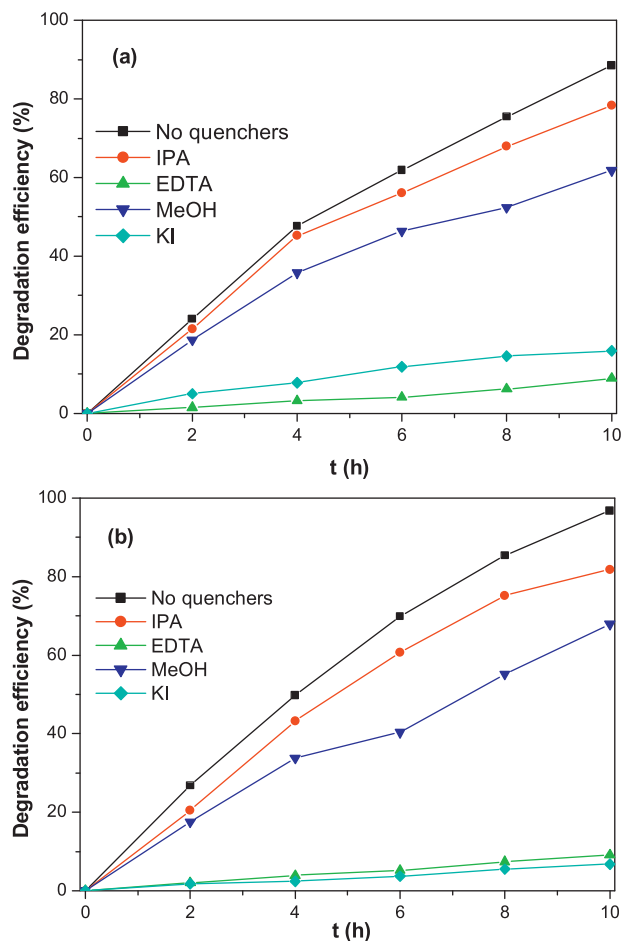 100
(a)
80
No quenchers
IPA
60
EDTA
MeOH
KI
40
20
0
Degradation efficiency (%)
0 2 4 6 8 10
t (h)
100
(b)
80
No quenchers
IPA
60
EDTA
MeOH
KI
40
20
0
Degradation efficiency (%)
0 2 4 6 8 10
t (h)